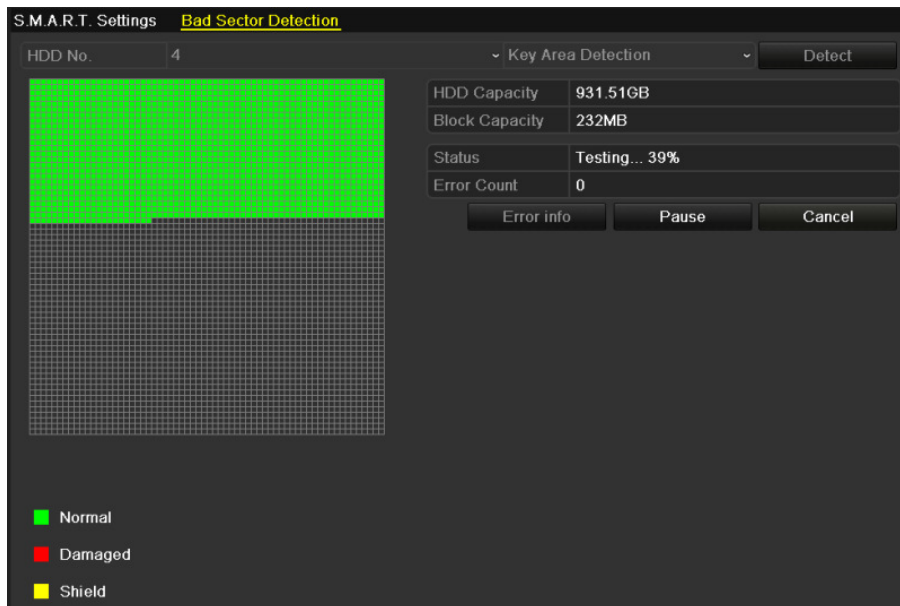 S.M.A.R.T. Settings Bad Sector Detection
HDD No. 4 Key Area Detection Detect
HDD Capacity 931.51GB
Block Capacity 232MB
Status Testing... 39%
Error Count 0
Error info Pause Cancel
Normal
Damaged
Shield